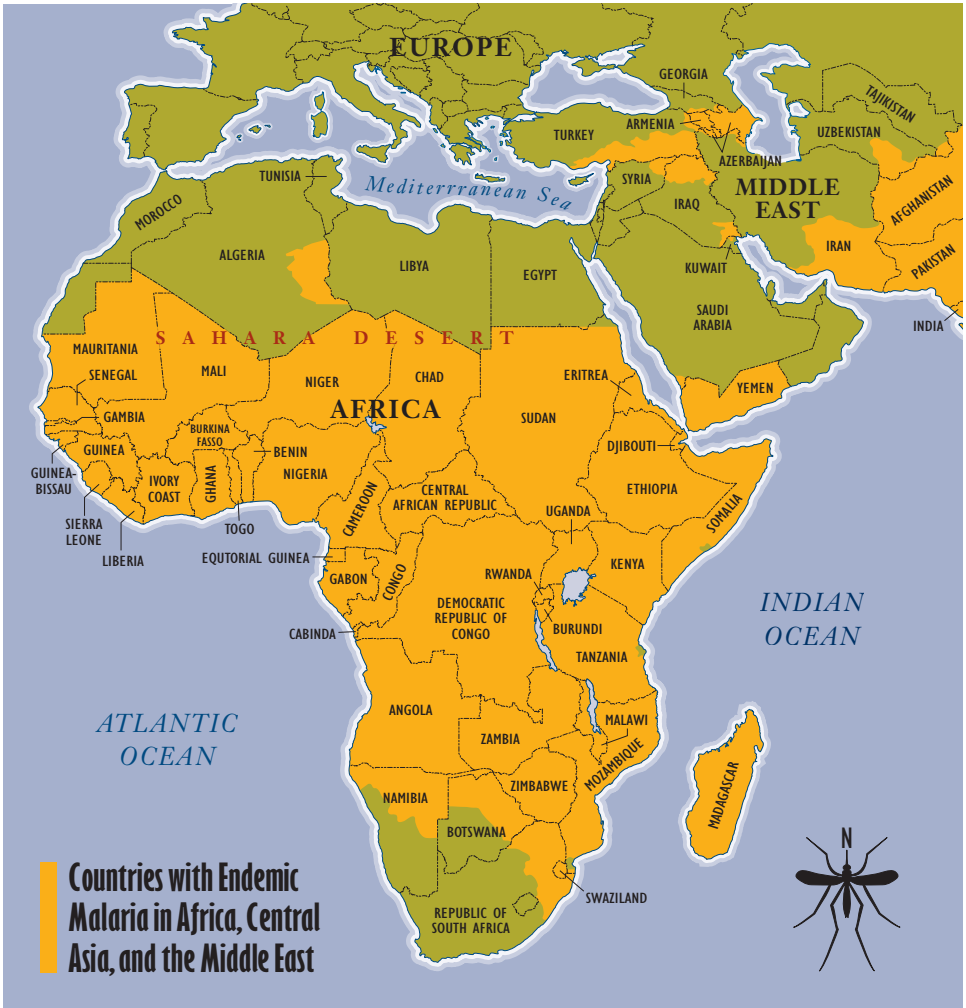 EUROPE
GEORGIA
TAJIKISTAN
ARMENIA
TURKEY
UZBEKISTAN
AZERBAIJAN
TUNISIA
Mediterrranean Sea
SYRIA
MIDDLE
EAST
AFGHANISTAN
MOROCCO
IRAQ
ALGERIA
LIBYA
EGYPT
KUWAIT
IRAN
PAKISTAN
SAUDI
ARABIA
INDIA
SAHARA DESERT
MAURITANIA
MALI
NIGER
CHAD
SENEGAL
ERITREA
YEMEN
AFRICA
GAMBIA
SUDAN
BURKINA
FASSO
DJIBOUTI
GUINEA
BENIN
GUINEA-
BISSAU
IVORY
COAST
GHANA
NIGERIA
ETHIOPIA
CENTRAL
AFRICAN REPUBLIC
CAMEROON
UGANDA
SOMALIA
SIERRA
LEONE
TOGO
LIBERIA
EQUTORIAL GUINEA
GABON
CONGO
KENYA
RWANDA
DEMOCRATIC
REPUBLIC OF
CONGO
INDIAN
OCEAN
CABINDA
BURUNDI
TANZANIA
ANGOLA
MALAWI
ATLANTIC
OCEAN
ZAMBIA
MOZAMBIQUE
ZIMBABWE
MADAGASCAR
NAMIBIA
BOTSWANA
N
SWAZILAND
REPUBLIC OF
SOUTH AFRICA
Countries with Endemic
Malaria in Africa, Central
Asia, and the Middle East